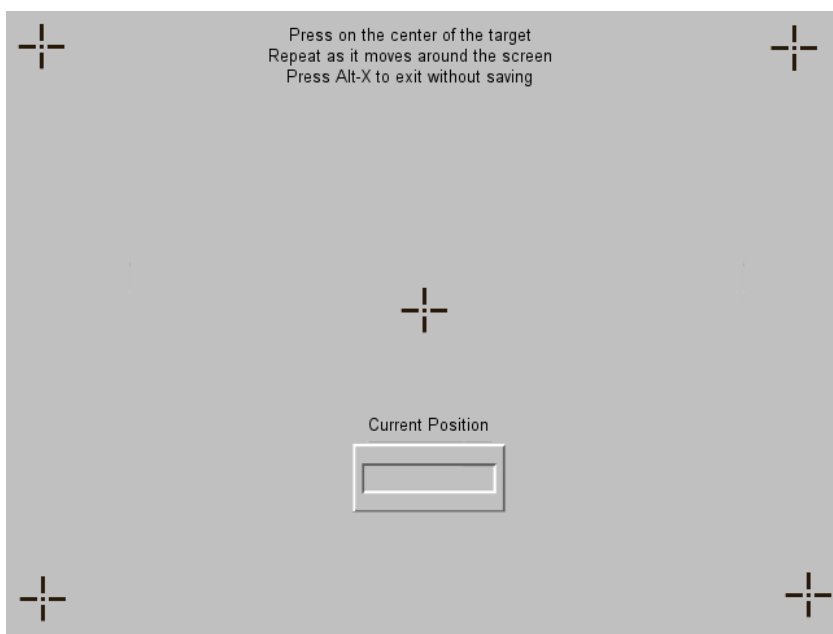 Press on the center of the target
Repeat as it moves around the screen
Press Alt-X to exit without saving
Current Position